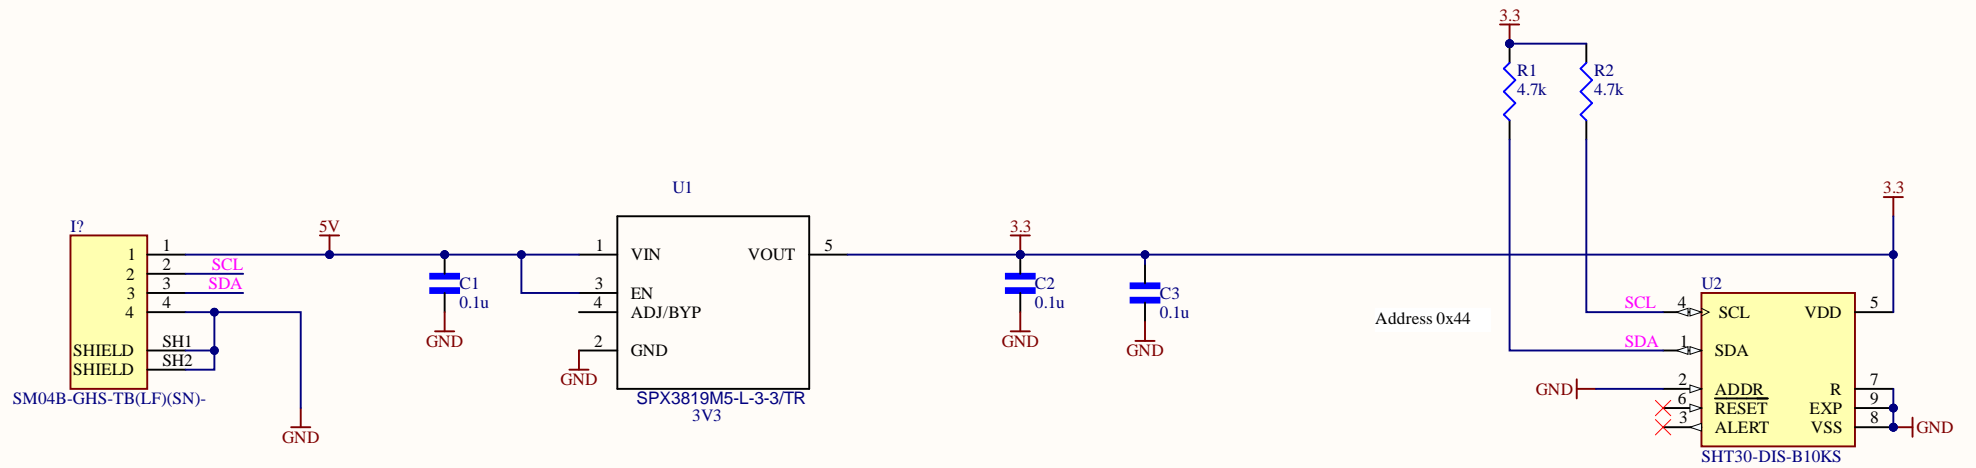 3.3
R1
4.7k
R2
4.7k
U1
3.3
I?
5V
3.3
1 1
2 2 SCL
3 3 SDA
4 4
SHIELD SH1
SHIELD SH2
SM04B-GHS-TB(LF)(SN)-
GND
C1
0.1u
GND
1 VIN
3 EN
4 ADJ/BYP
2 GND
GND
VOUT 5
SPX3819M5-L-3-3/TR
3V3
C2
0.1u
GND
C3
0.1u
GND
Address 0x44
U2
SCL 4 SCL
SDA 1 SDA
GND 2 ADDR
6 RESET
3 ALERT
VDD 5
R 7
EXP 9
VSS 8
GND
SHT30-DIS-B10KS